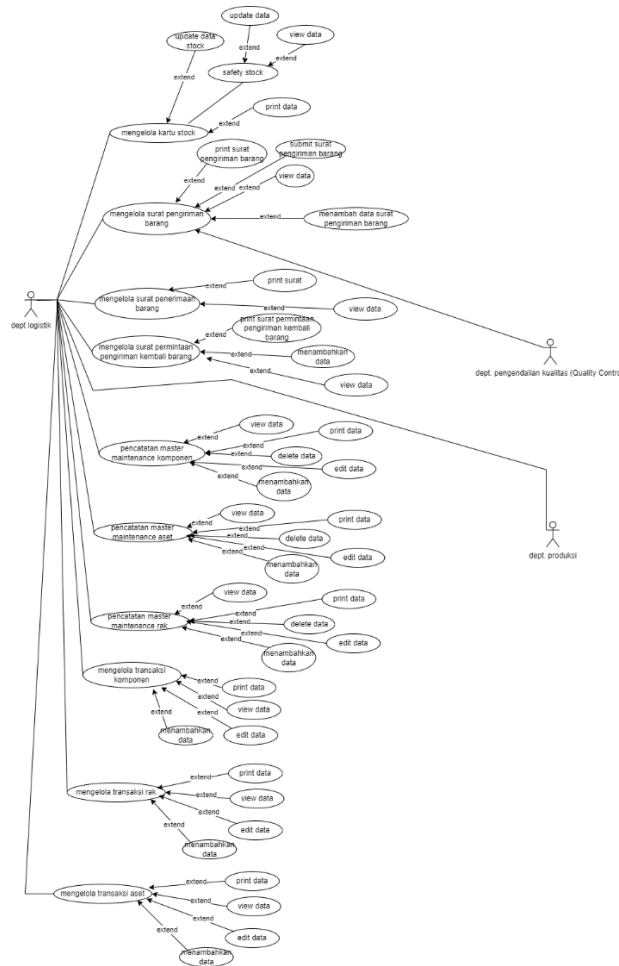 update data
update data
stock
extend
view data
extend
extend
safety stock
print data
extend
mengelola kartu stock
print surat
pengiriman barang
submit surat
pengiriman barang
extend
extend
view data
extend
mengelola surat pengiriman
barang
extend
menambah data surat
pengiriman barang
print surat
extend
mengelola surat penerimaan
barang
extend
view data
dept.logistik
print surat permintaan
pengiriman kembali barang
extend
mengelola surat permintaan
pengiriman kembali barang
extend
menambahkan
data
extend
view data
dept. pengendalian kualitas (Quality Contro
view data
extend
print data
pencatatan master
maintenance komponen
extend
extend
delete data
extend
edit data
extend
menambahkan
data
view data
extend
print data
pencatatan master
maintenance aset
extend
extend
delete data
extend
edit data
extend
menambahkan
data
dept. produksi
view data
extend
print data
pencatatan master
maintenance rak
extend
extend
delete data
extend
edit data
extend
menambahkan
data
mengelola transaksi
komponen
extend
print data
extend
view data
extend
extend
edit data
menambahkan
data
print data
extend
mengelola transaksi rak
extend
view data
extend
edit data
extend
menambahkan
data
print data
extend
mengelola transaksi aset
extend
view data
extend
edit data
extend
menambahkan
data